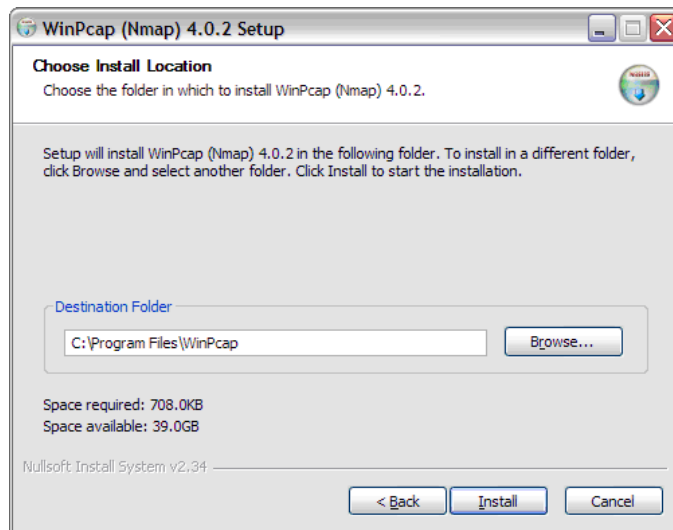 WinPcap (Nmap) 4.0.2 Setup
Choose Install Location
Choose the folder in which to install WinPcap (Nmap) 4.0.2.
Setup will install WinPcap (Nmap) 4.0.2 in the following folder. To install in a different folder,
click Browse and select another folder. Click Install to start the installation.
Destination Folder
C:\Program Files\WinPcap
Browse...
Space required: 708.0KB
Space available: 39.0GB
Nullsoft Install System v2.34
< Back
Install
Cancel